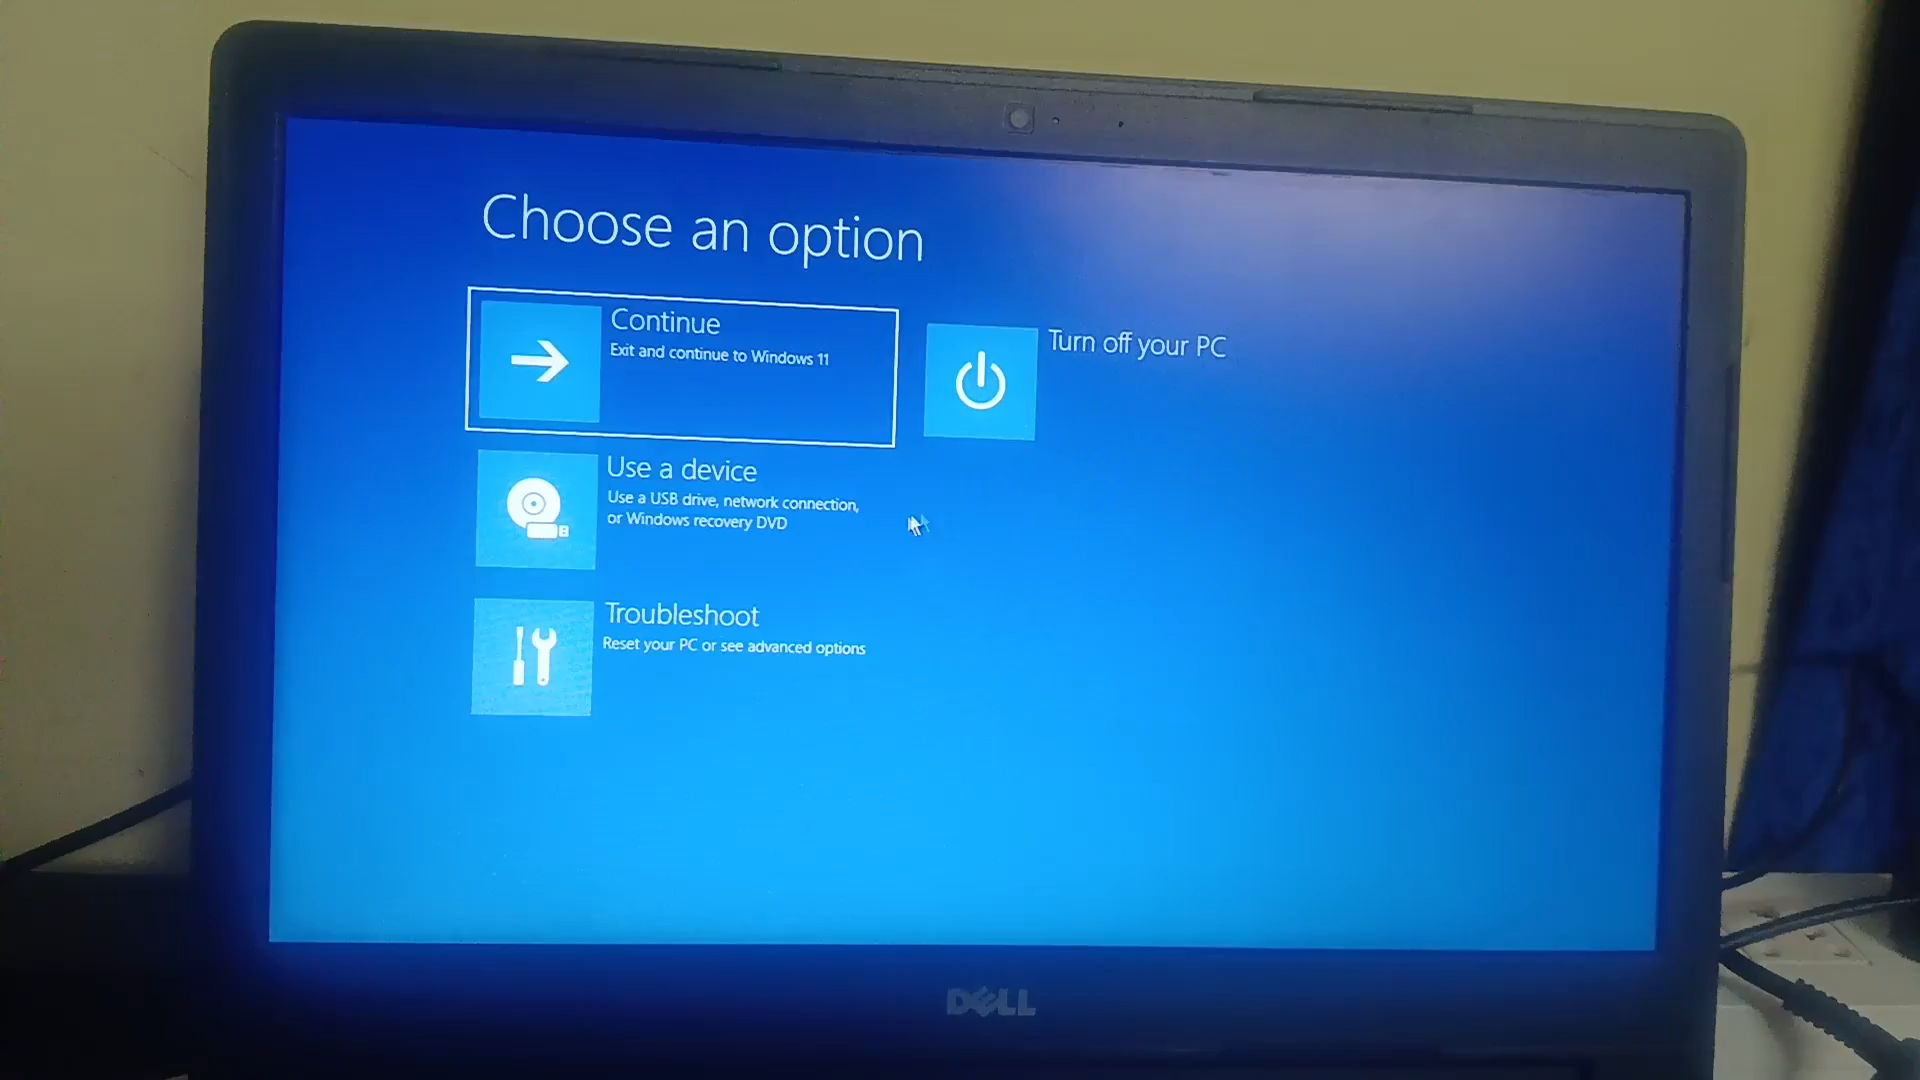 Choose an option
Continue
Exit and continue to Windows 11
Turn off your PC
Use a device
Use a USB drive, network connection,
or Windows recovery DVD
Troubleshoot
Reset your PC or see advanced options
DELL